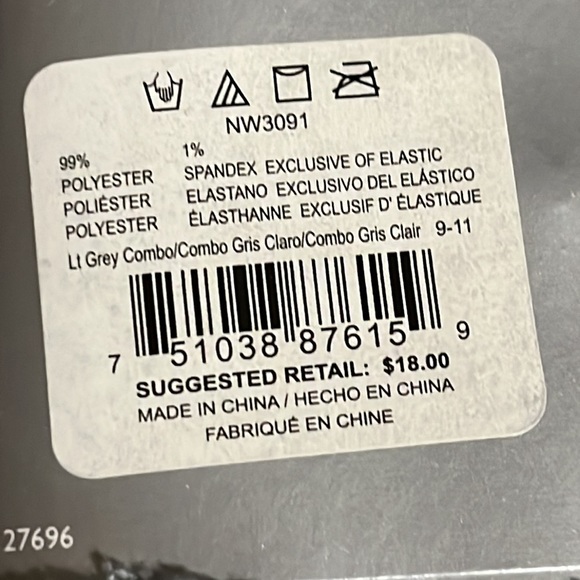 NW3091
99% 1%
POLYESTER SPANDEX EXCLUSIVE OF ELASTIC
POLIÉSTER ELASTANO EXCLUSIVO DEL ELÁSTICO
POLYESTER ÉLASTHANNE EXCLUSIF D' ÉLASTIQUE
Lt Grey Combo/Combo Gris Claro/Combo Gris Clair 9-11
7 51038 87615 9
SUGGESTED RETAIL: $18.00
MADE IN CHINA / HECHO EN CHINA
FABRIQUÉ EN CHINE
27696